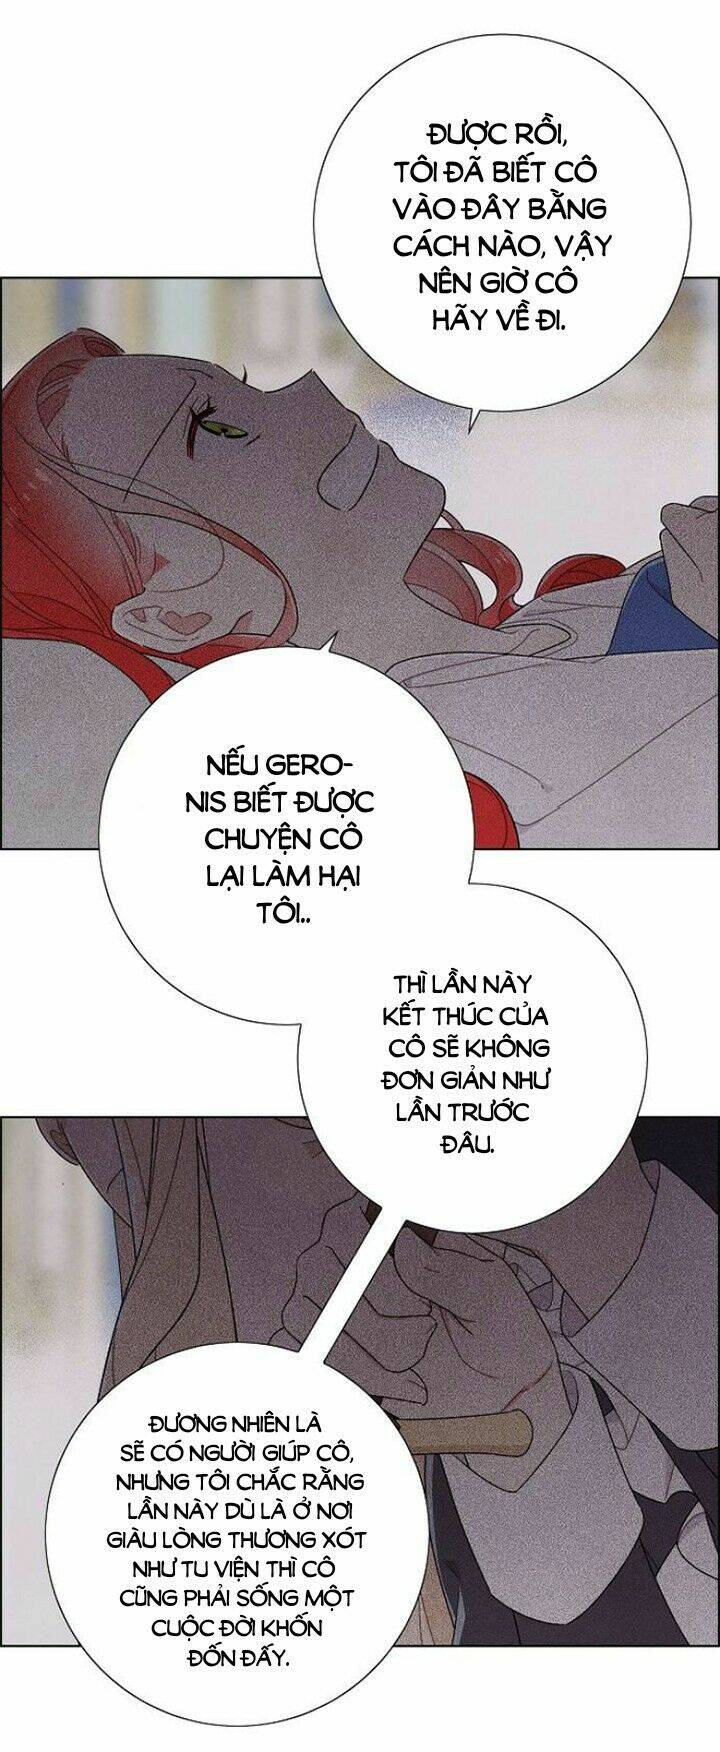 ĐƯỢC RỒI,
TÔI ĐÃ BIẾT CÔ
VÀO ĐÂY BẰNG
CÁCH NÀO, VẬY
NÊN GIỜ CÔ
HÃY VỀ ĐI.
NẾU GERO-
NIS BIẾT ĐƯỢC
CHUYỆN CÔ
LẠI LÀM HẠI
TÔI..
THÌ LẦN NÀY
KẾT THÚC CỦA
CÔ SẼ KHÔNG
ĐƠN GIẢN NHƯ
LẦN TRƯỚC
ĐÂU.
ĐƯƠNG NHIÊN LÀ
SẼ CÓ NGƯỜI GIÚP CÔ,
NHƯNG TÔI CHẮC RẰNG
LẦN NÀY DÙ LÀ Ở NƠI
GIÀU LÒNG THƯƠNG XÓT
NHƯ TU VIỆN THÌ CÔ
CŨNG PHẢI SỐNG MỘT
CUỘC ĐỜI KHỐN
ĐỐN ĐẤY.